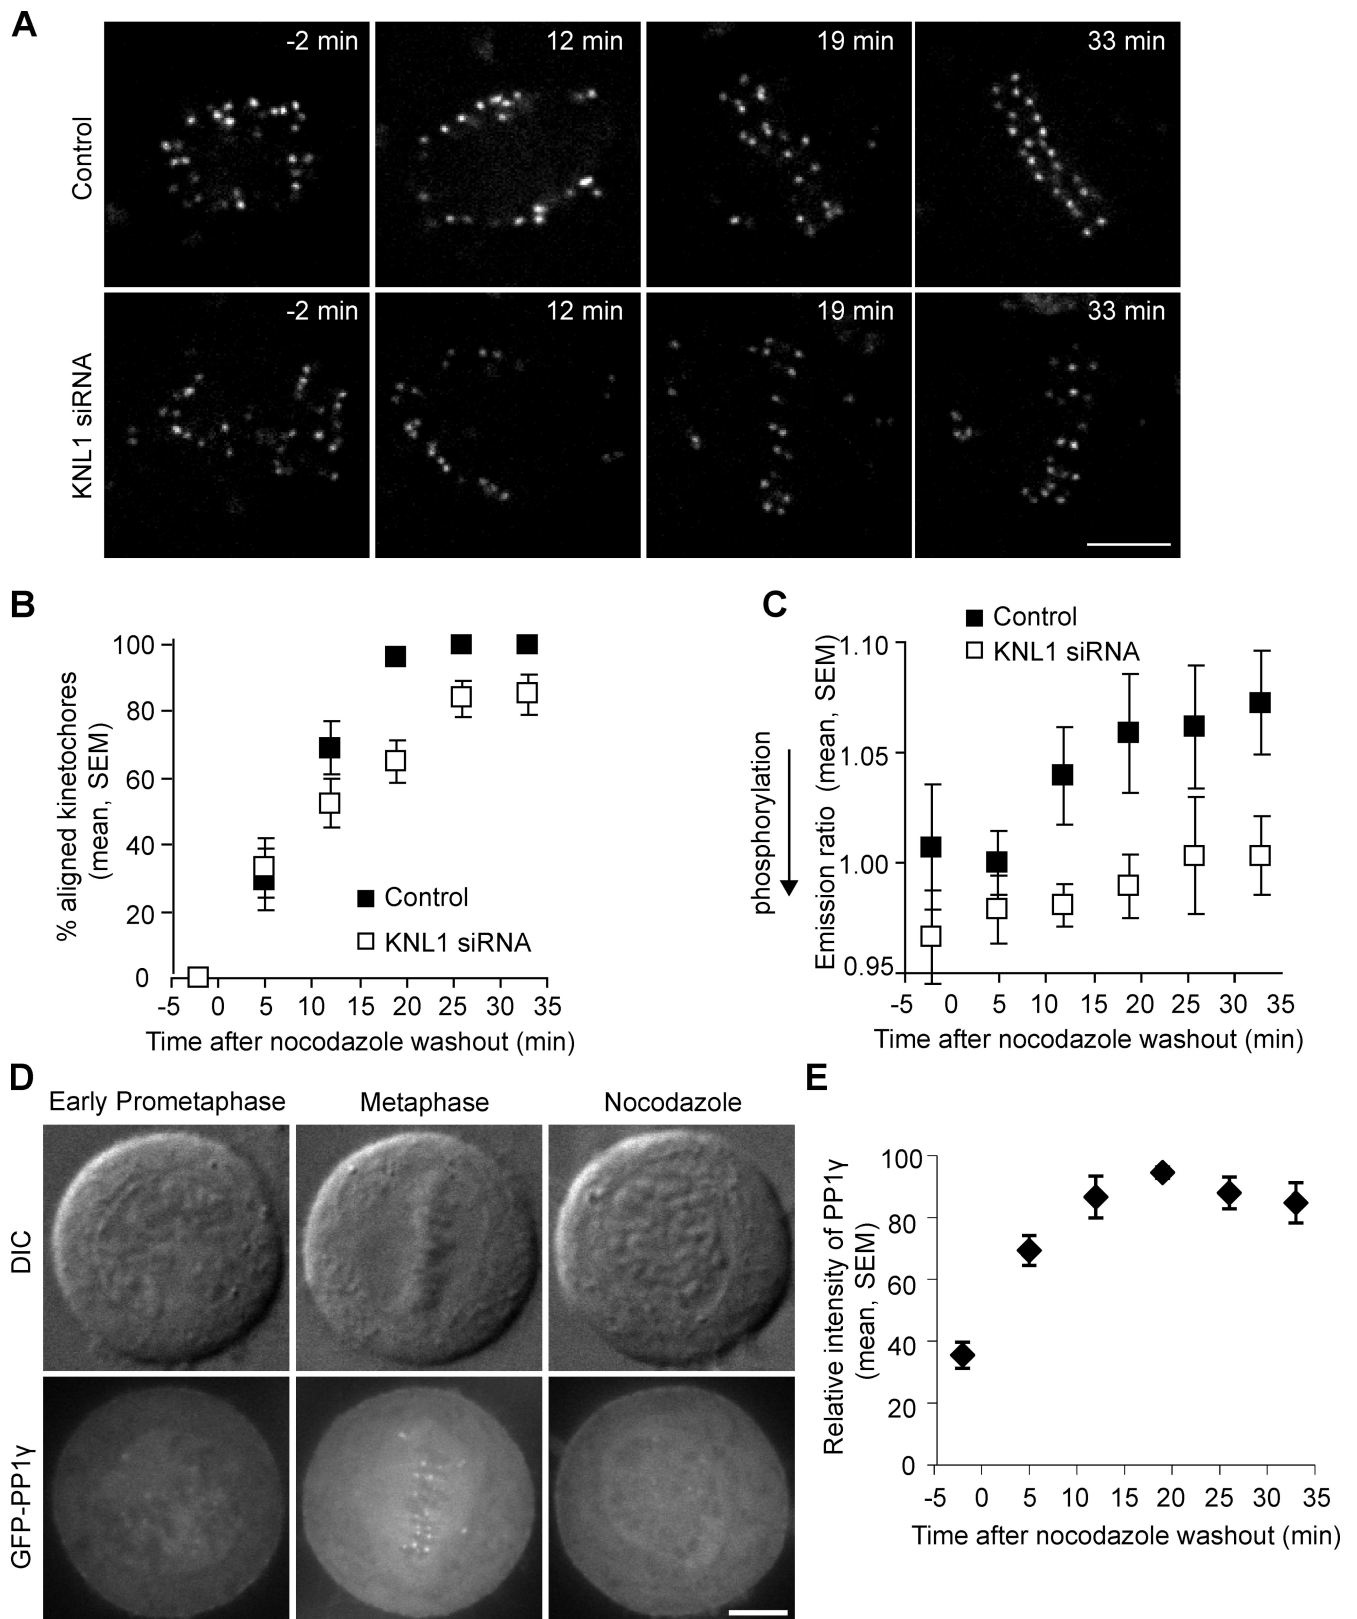 A
-2 min
12 min
19 min
33 min
Control
-2 min
12 min
19 min
33 min
KNL1 siRNA
B
% aligned kinetochores
(mean, SEM)
100
80
60
40
20
0
Control
KNL1 siRNA
-5 0 5 10 15 20 25 30 35
Time after nocodazole washout (min)
C
Control
KNL1 siRNA
phosphorylation
Emission ratio (mean, SEM)
1.10
1.05
1.00
0.95
-5 0 5 10 15 20 25 30 35
Time after nocodazole washout (min)
D
Early Prometaphase
Metaphase
Nocodazole
DIC
GFP-PP1γ
E
Relative intensity of PP1γ
(mean, SEM)
100
80
60
40
20
0
-5 0 5 10 15 20 25 30 35
Time after nocodazole washout (min)